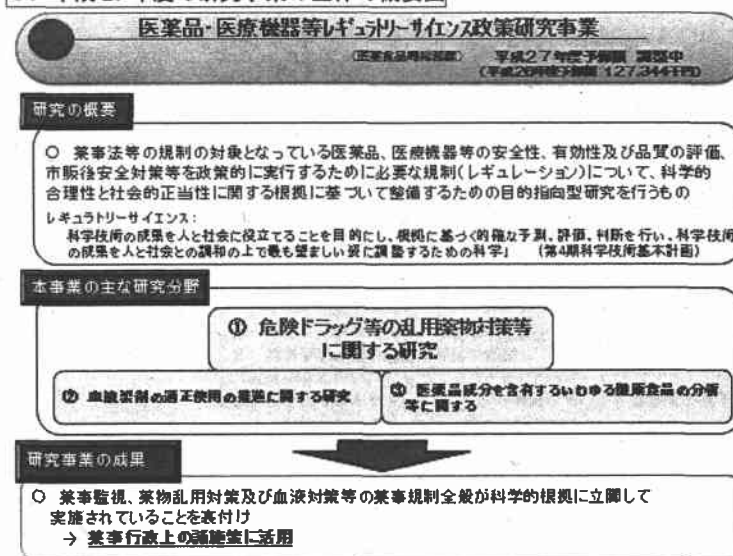 医薬品・医療機器等レギュラトリーサイエンス政策研究事業
平成27年度予算額 調整中
(平成26年度予算額 127,344千円)
研究の概要
○ 薬事法等の規制の対象となっている医薬品、医療機器等の安全性、有効性及び品質の評価、
市販後安全対策等を政策的に実行するために必要な規制(レギュレーション)について、科学的
合理性と社会的正当性に関する根拠に基づいて整備するための目的指向型研究を行うもの
レギュラトリーサイエンス:
科学技術の成果を人と社会に役立てることを目的にし、根拠に基づく的確な予測、評価、判断を行い、科学技術
の成果を人と社会との調和の上で最も望ましい姿に調整するための科学」 (第4期科学技術基本計画)
本事業の主な研究分野
① 危険ドラッグ等の乱用薬物対策等
に関する研究
② 血液製剤の適正使用の推進に関する研究
③ 医薬品成分を含有するいわゆる健康食品の分析
等に関する
研究事業の成果
○ 薬事監視、薬物乱用対策及び血液対策等の薬事規制全般が科学的根拠に立脚して
実施されていることを裏付け
→ 薬事行政上の諸施策に活用